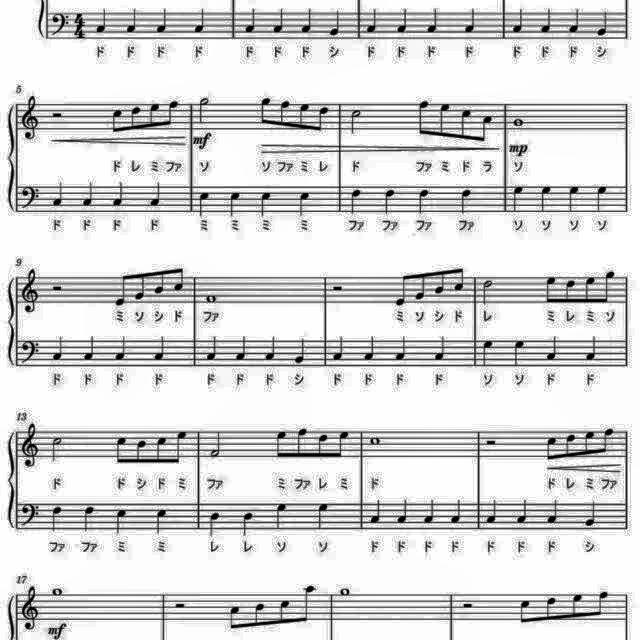 4
4
ド ド ド ド ド ド ド シ ド ド ド ド ド ド ド シ
5
mf
mp
ド レ ミ ファ ソ ソ ファ ミ レ ド ファ ミ ド ラ ソ
ド ド ド ド ミ ミ ミ ミ ファ ファ ファ ファ ソ ソ ソ ソ
9
ミ ソ シ ド ファ ミ ソ シ ド レ ミ レ ミ ソ
ド ド ド ド ド ド ド シ ド ド ド ド ソ ソ ド ド
13
ド ド シ ド ミ ファ ミ ファ レ ミ ド ド レ ミ ファ
ファ ファ ミ ミ レ レ ソ ソ ド ド ド ド ド ド ド シ
17
mf